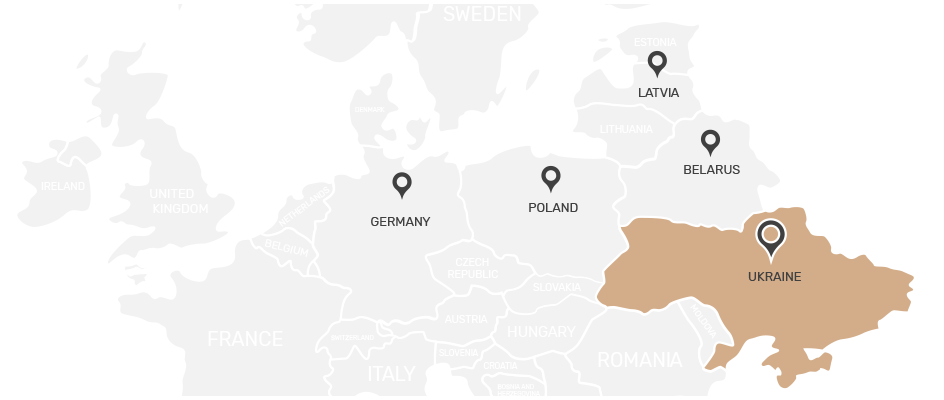 SWEDEN
ESTONIA
LATVIA
DENMARK
LITHUANIA
BELARUS
IRELAND
UNITED
KINGDOM
NETHERLANDS
GERMANY
POLAND
BELGIUM
CZECH
REPUBLIC
UKRAINE
SLOVAKIA
AUSTRIA
MOLDOVA
FRANCE
SWITZERLAND
HUNGARY
SLOVENIA
ROMANIA
CROATIA
ITALY
BOSNIA AND
HERZEGOVINA